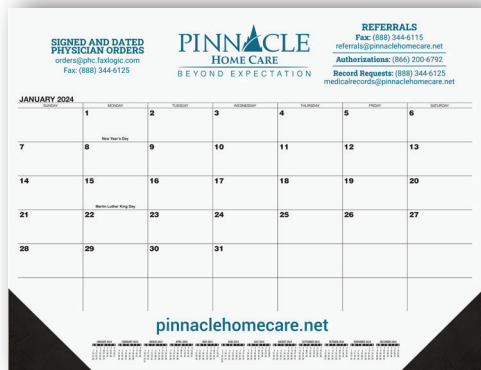 SIGNED AND DATED
PHYSICIAN ORDERS
orders@phc.faxlogic.com
Fax: (888) 344-6125
PINNACLE
HOME CARE
BEYOND EXPECTATION
REFERRALS
Fax: (888) 344-6115
referrals@pinnaclehomecare.net
Authorizations: (866) 200-6792
Record Requests: (888) 344-6125
medicalrecords@pinnaclehomecare.net
JANUARY 2024
SUNDAY MONDAY TUESDAY WEDNESDAY THURSDAY FRIDAY SATURDAY
1 2 3 4 5 6
New Year's Day
7 8 9 10 11 12 13
14 15 16 17 18 19 20
Martin Luther King Day
21 22 23 24 25 26 27
28 29 30 31
pinnaclehomecare.net